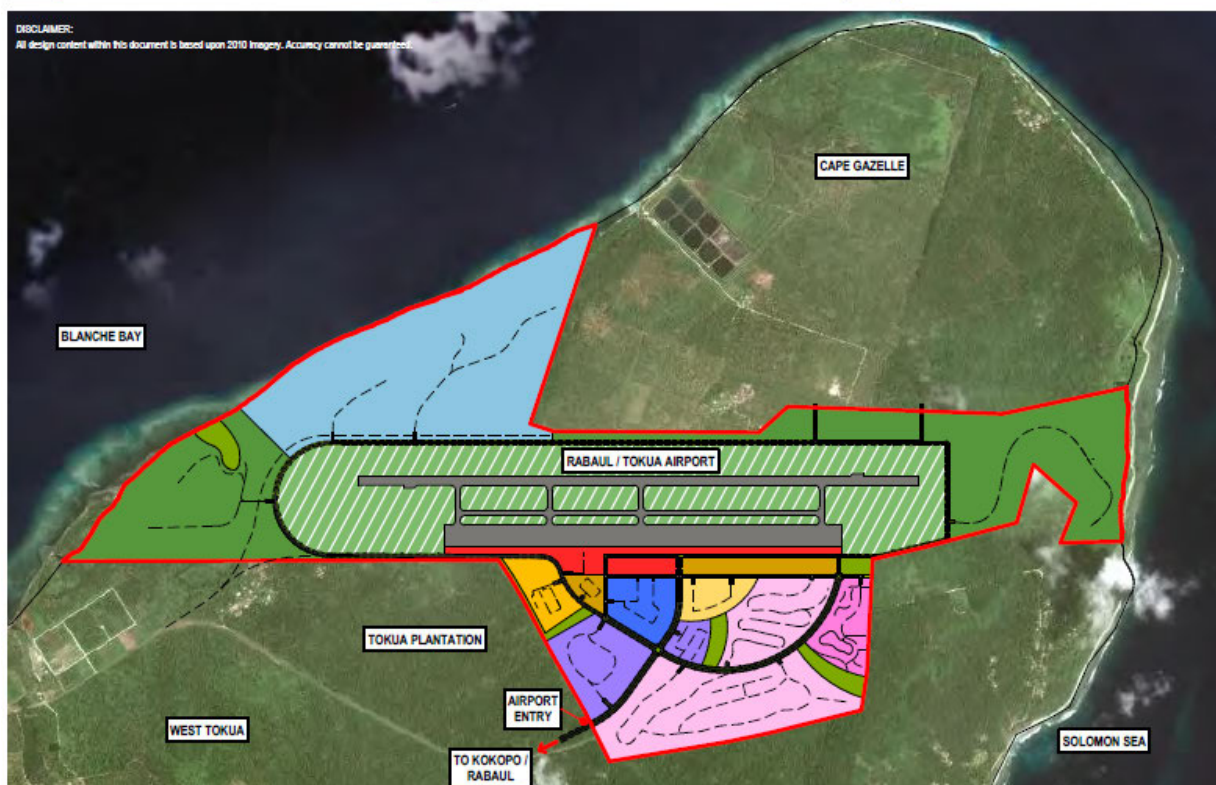 DISCLAIMER:
All design content within this document is based upon 2010 imagery. Accuracy cannot be guaranteed.
CAPE GAZELLE
BLANCHE BAY
RABAUL / TOKUA AIRPORT
TOKUA PLANTATION
AIRPORT
ENTRY
WEST TOKUA
SOLOMON SEA
TO KOKOPO /
RABAUL